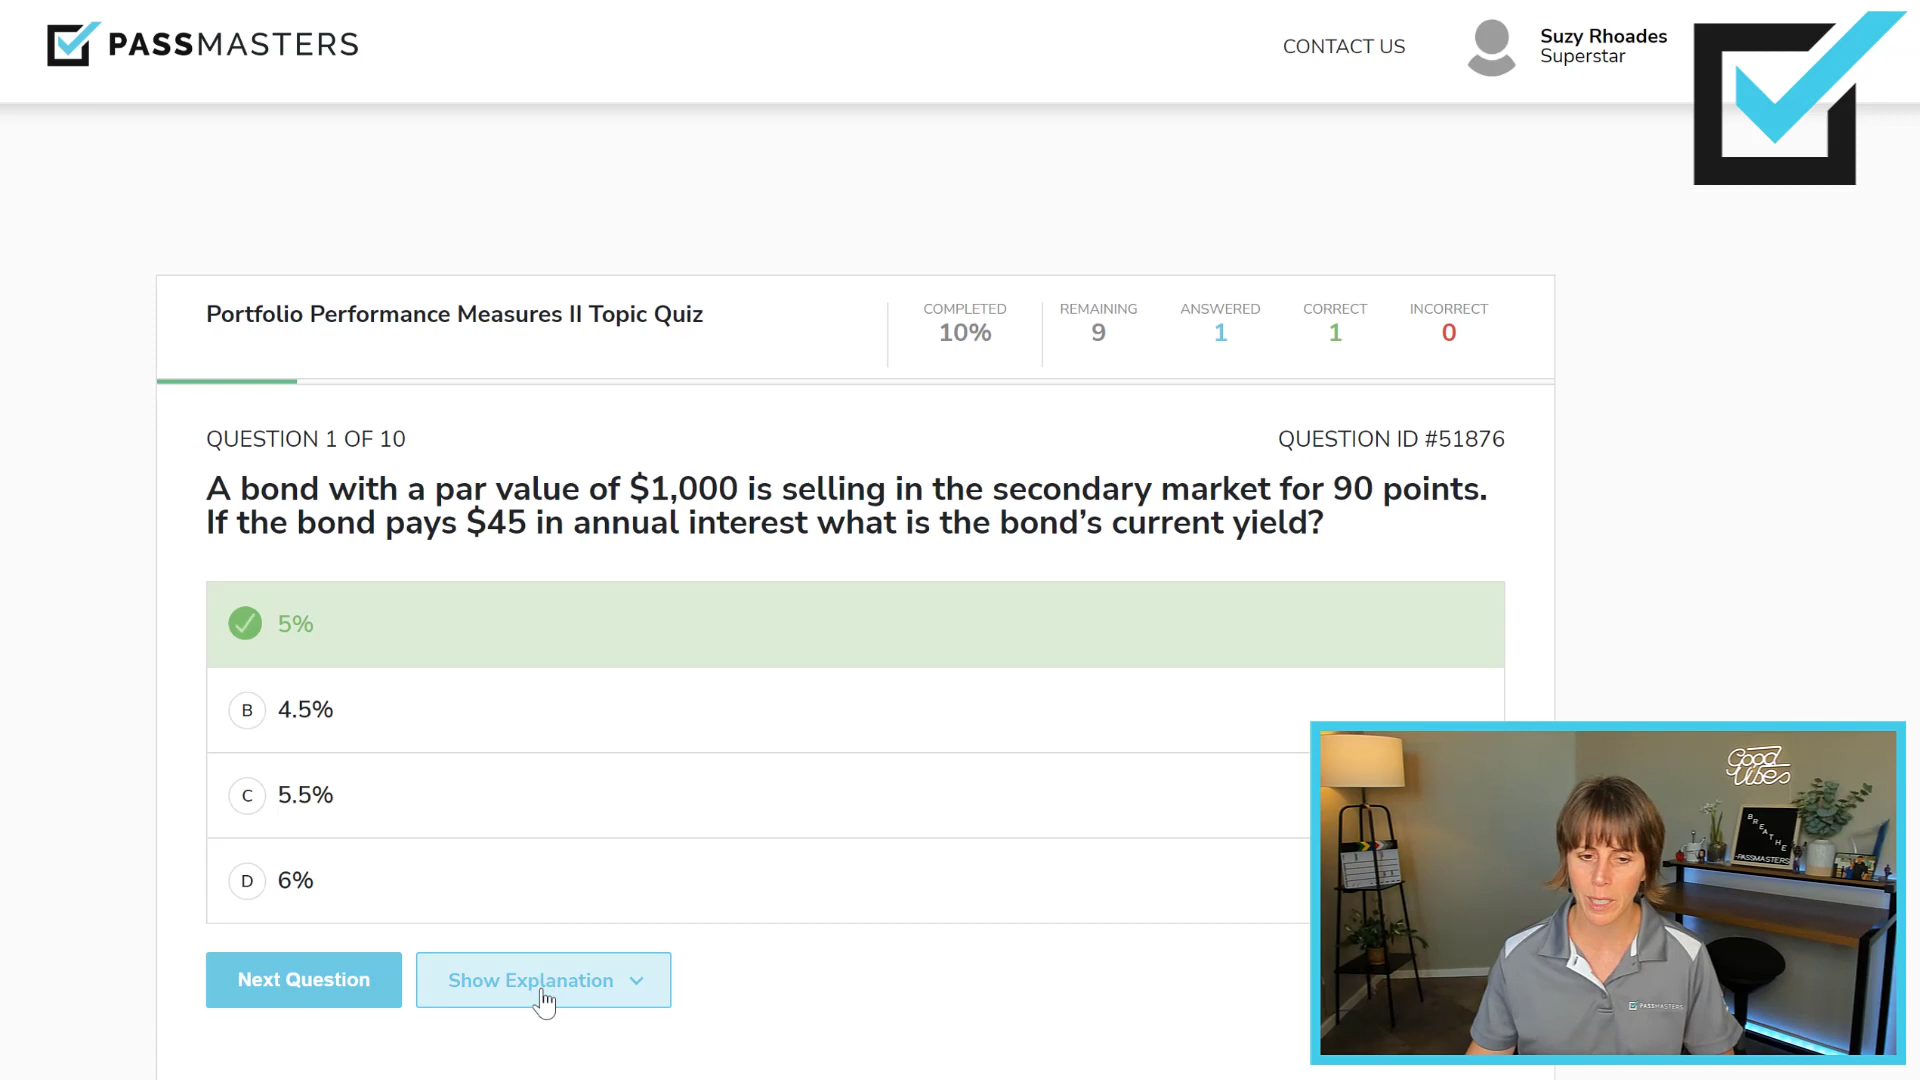 PASSMASTERS
CONTACT US
Suzy Rhoades
Superstar
Portfolio Performance Measures II Topic Quiz
COMPLETED
10%
REMAINING
9
ANSWERED
1
CORRECT
1
INCORRECT
0
QUESTION 1 OF 10
QUESTION ID #51876
A bond with a par value of $1,000 is selling in the secondary market for 90 points.
If the bond pays $45 in annual interest what is the bond’s current yield?
5%
B 4.5%
C 5.5%
D 6%
Next Question
Show Explanation
Good
Vibes
BREATHE
-PASSMASTERS
PASSMASTERS